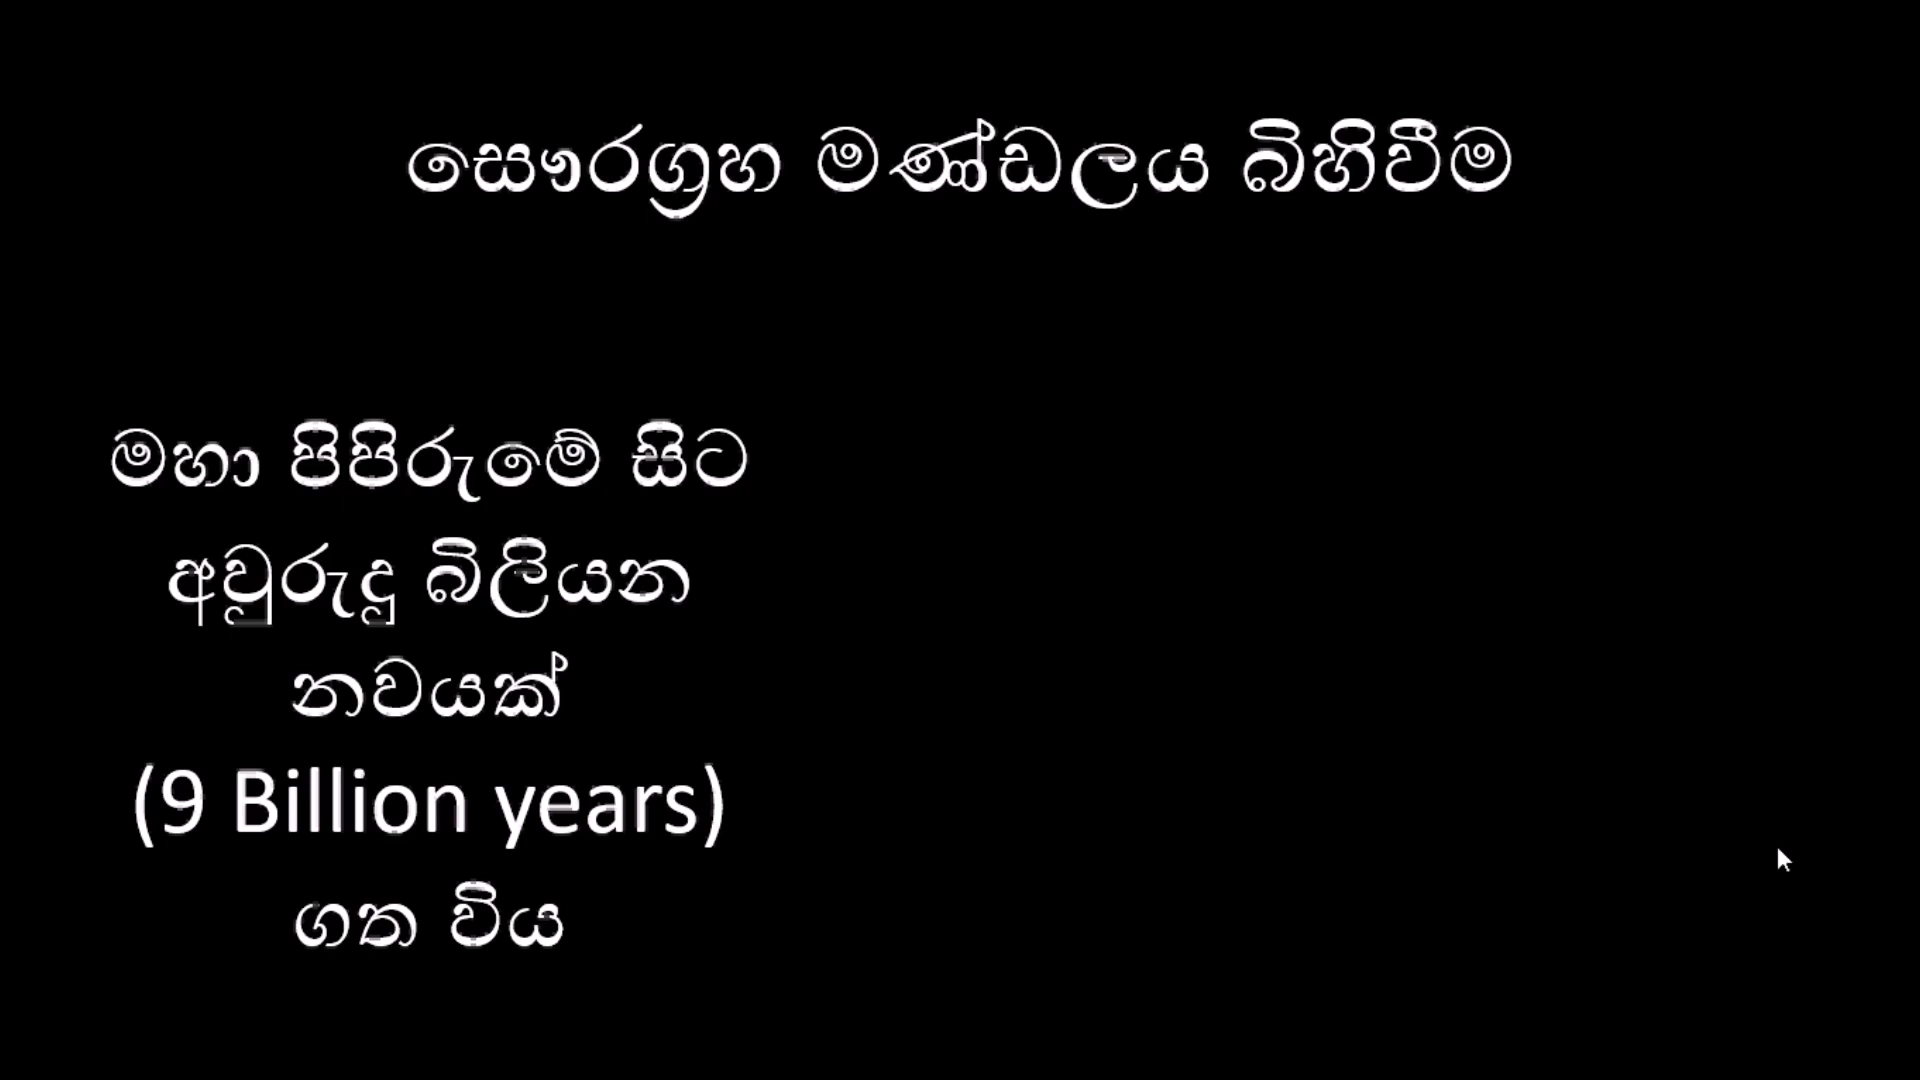 සෞරග්‍රහ මණ්ඩලය බිහිවීම
මහා පිපිරුමේ සිට
අවුරුදු බිලියන
නවයක්
(9 Billion years)
ගත විය